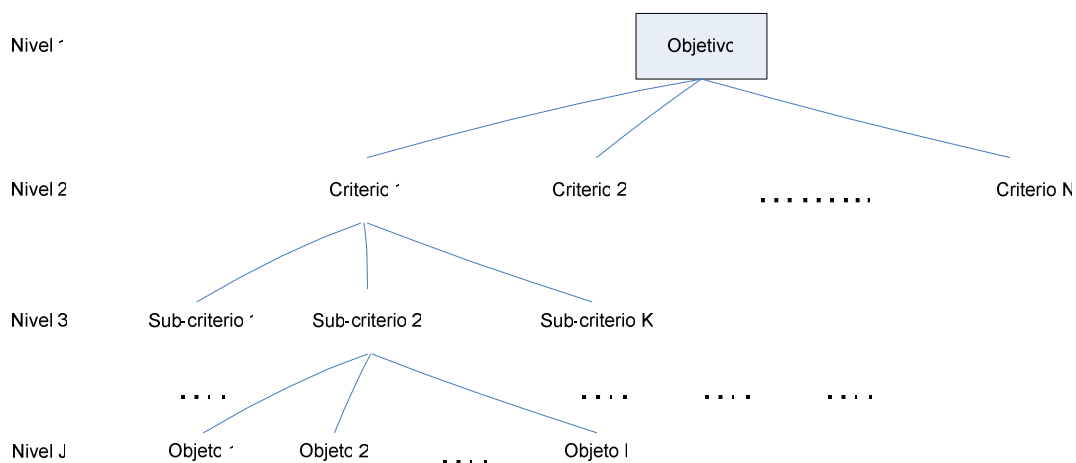 Nivel 1 Objetivo
Nivel 2 Criterio 1 Criterio 2 ......... Criterio N
Nivel 3 Sub-criterio 1 Sub-criterio 2 Sub-criterio K
.... .... .... ....
Nivel J Objeto 1 Objeto 2 .... Objeto